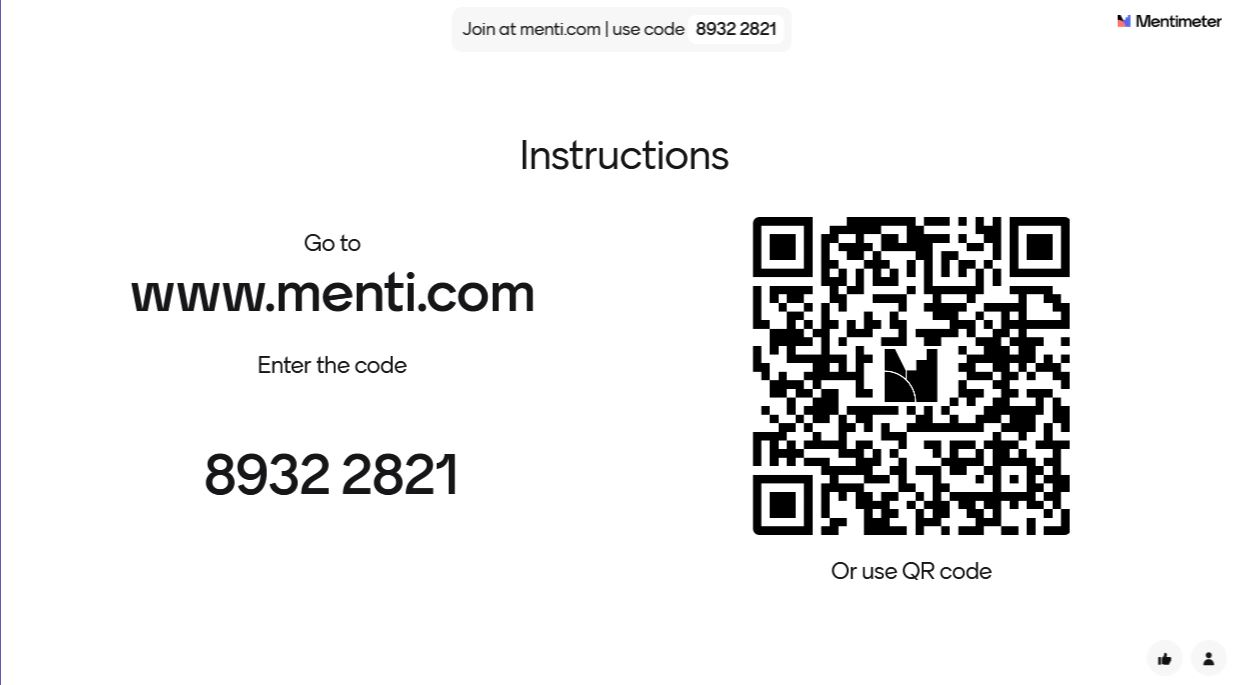 Join at menti.com | use code 8932 2821
Mentimeter
Instructions
Go to
www.menti.com
Enter the code
8932 2821
Or use QR code